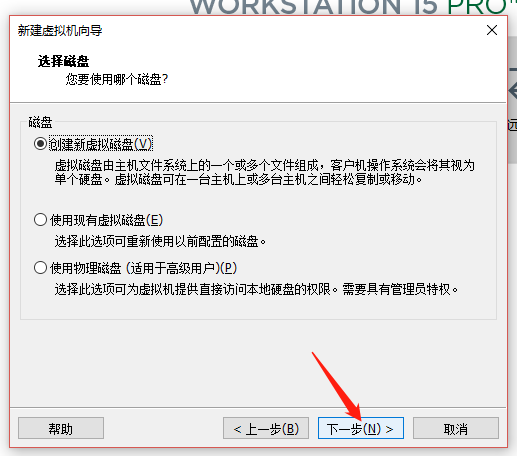 WORKSTATION 15 PRO™
新建虚拟机向导
选择磁盘
您要使用哪个磁盘?
磁盘
创建新虚拟磁盘(V)
虚拟磁盘由主机文件系统上的一个或多个文件组成，客户机操作系统会将其视为
单个硬盘。虚拟磁盘可在一台主机上或多台主机之间轻松复制或移动。
使用现有虚拟磁盘(E)
选择此选项可重新使用以前配置的磁盘。
使用物理磁盘 (适用于高级用户)(P)
选择此选项可为虚拟机提供直接访问本地硬盘的权限。需要具有管理员特权。
帮助
< 上一步(B)
下一步(N) >
取消